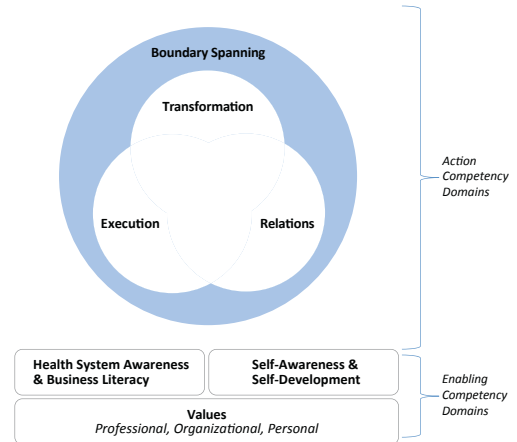 Boundary Spanning
Transformation
Execution
Relations
Action
Competency
Domains
Health System Awareness
& Business Literacy
Self-Awareness &
Self-Development
Values
Professional, Organizational, Personal
Enabling
Competency
Domains